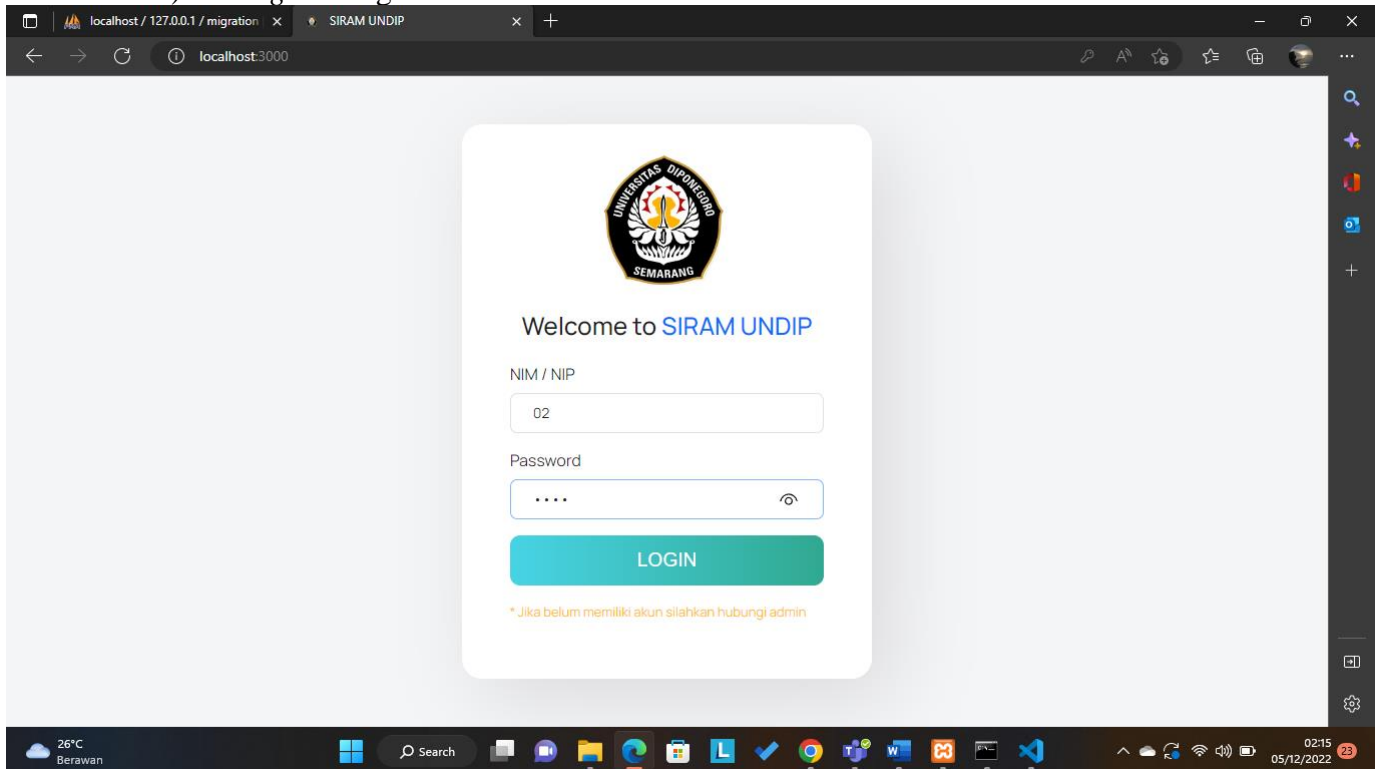 localhost / 127.0.0.1 / migration
SIRAM UNDIP
localhost:3000
UNIVERSITAS DIPONEGORO
SEMARANG
Welcome to SIRAM UNDIP
NIM / NIP
02
Password
LOGIN
* Jika belum memiliki akun silahkan hubungi admin
26°C
Berawan
Search
02:15
05/12/2022
23